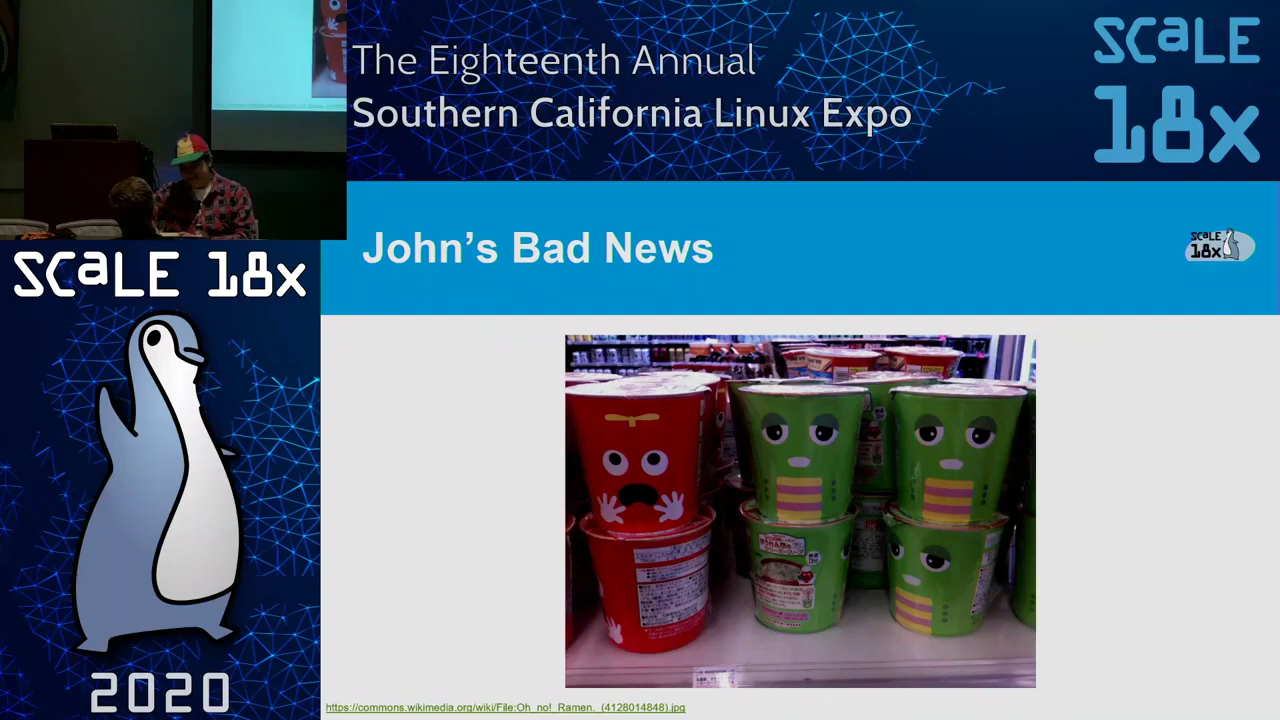 The Eighteenth Annual
Southern California Linux Expo
SCaLE
18x
John's Bad News
SCaLE
18x
SCaLE 18x
2020
https://commons.wikimedia.org/wiki/File:Oh_no!_Ramen,_(4128014848).jpg